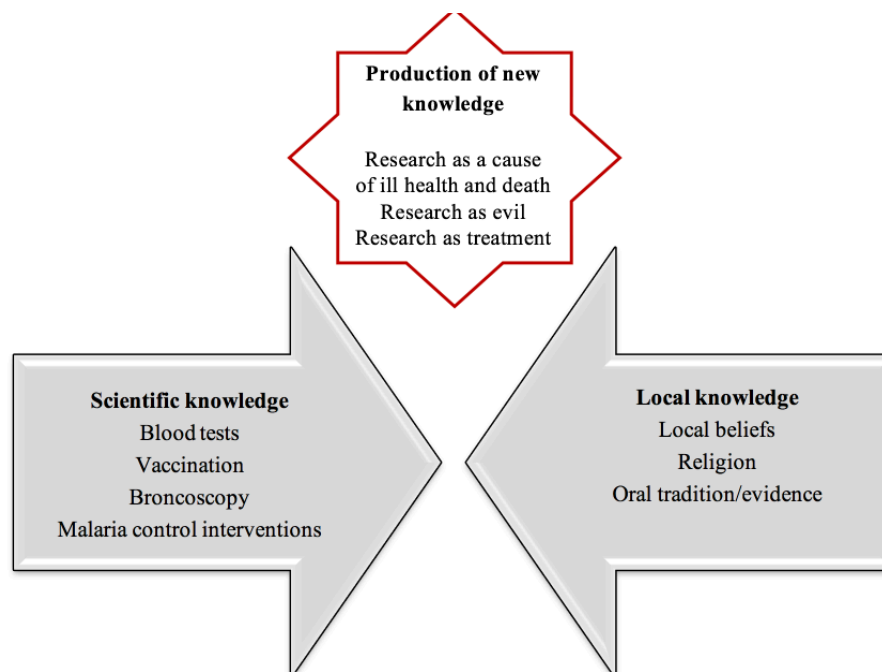 Production of new
knowledge
Research as a cause
of ill health and death
Research as evil
Research as treatment
Scientific knowledge
Blood tests
Vaccination
Broncoscopy
Malaria control interventions
Local knowledge
Local beliefs
Religion
Oral tradition/evidence